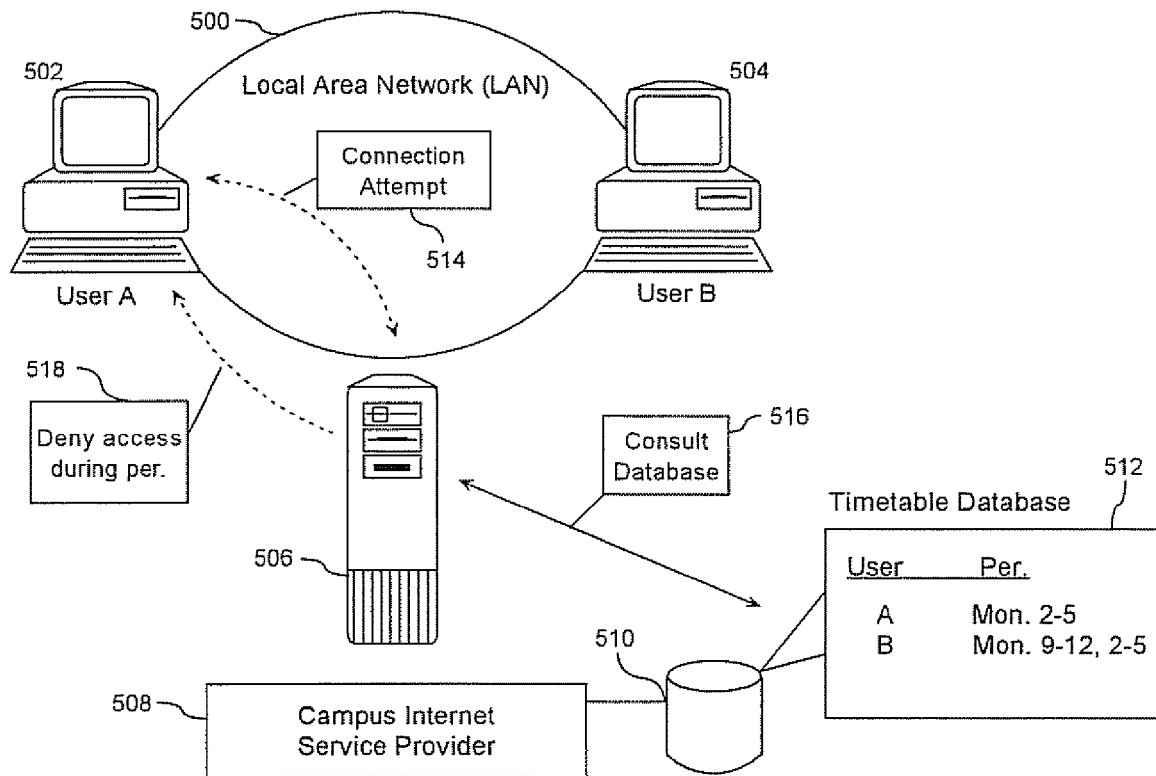 500
502
504
Local Area Network (LAN)
Connection
Attempt
514
User A
User B
518
Deny access
during per.
516
Consult
Database
512
Timetable Database
User Per.
A Mon. 2-5
B Mon. 9-12, 2-5
506
510
508
Campus Internet
Service Provider